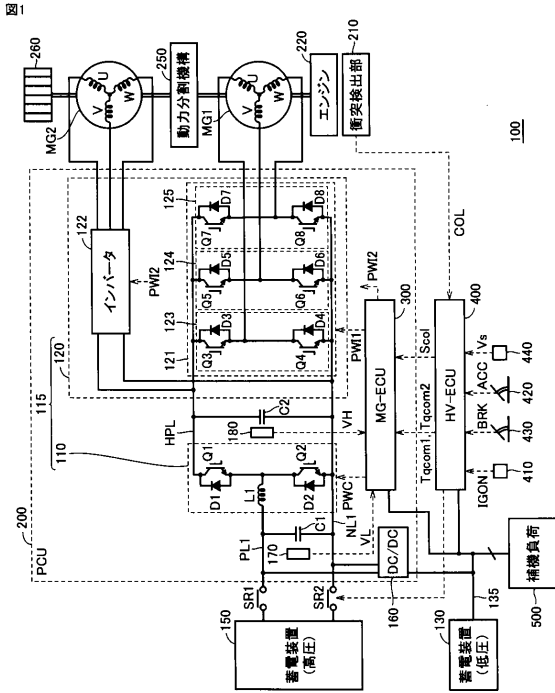 図1
260
MG2
U
V
W
250
動力分割機構
MG1
U
V
W
220
エンジン
210
衝突検出部
100
200
PCU
115
110
120
122
インバータ
PWI2
121
123
124
125
Q3
D3
Q4
D4
Q5
D5
Q6
D6
Q7
D7
Q8
D8
HPL
180
C2
VH
Q1
D1
Q2
D2
L1
PWC
PWI1
PWI2
COL
PL1
170
C1
VL
NL1
300
MG-ECU
Tqcom1, Tqcom2
Scol
400
HV-ECU
IGON
BRK
ACC
Vs
410
430
420
440
SR1
SR2
150
蓄電装置
(高圧)
DC/DC
160
130
蓄電装置
(低圧)
135
補機負荷
500